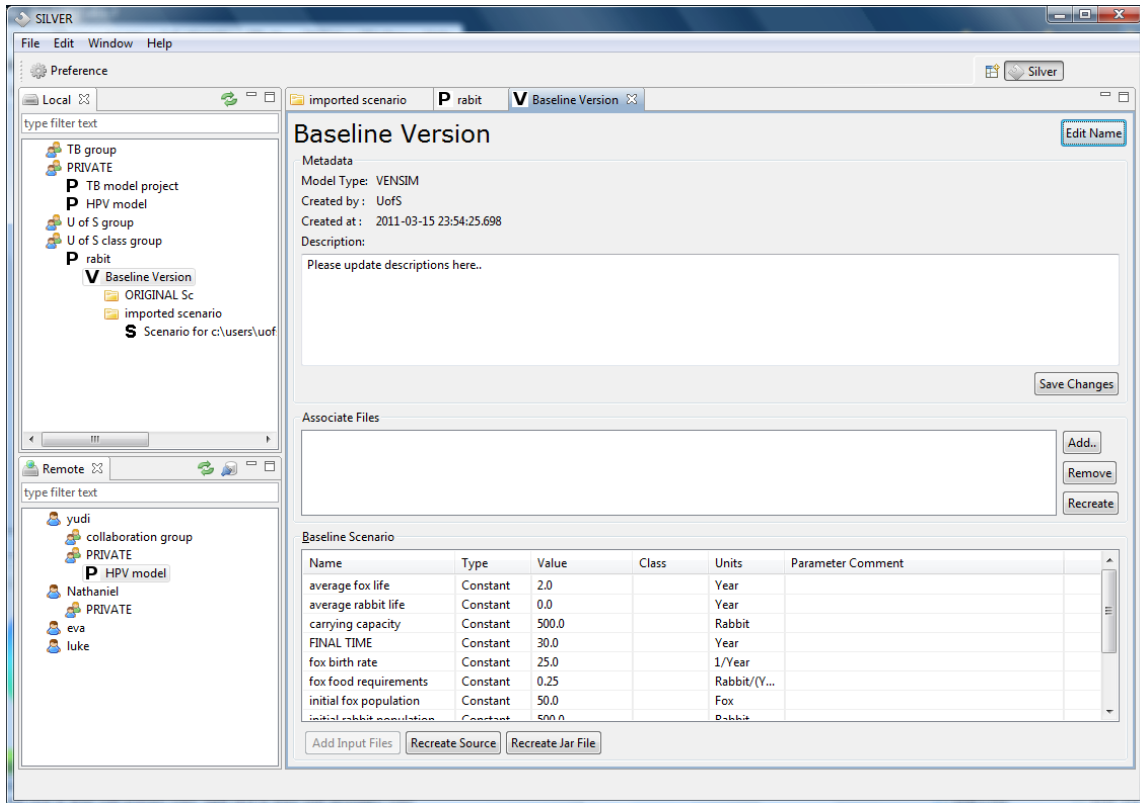 SILVER
File Edit Window Help
Preference
Silver
Local
type filter text
TB group
PRIVATE
P TB model project
P HPV model
U of S group
U of S class group
P rabit
V Baseline Version
ORIGINAL Sc
imported scenario
S Scenario for c:\users\uof
Remote
type filter text
yudi
collaboration group
PRIVATE
P HPV model
Nathaniel
PRIVATE
eva
luke
imported scenario P rabit V Baseline Version
Baseline Version Edit Name
Metadata
Model Type: VENSIM
Created by : UofS
Created at : 2011-03-15 23:54:25.698
Description:
Please update descriptions here..
Save Changes
Associate Files
Add..
Remove
Recreate
Baseline Scenario
Name Type Value Class Units Parameter Comment
average fox life Constant 2.0 Year
average rabbit life Constant 0.0 Year
carrying capacity Constant 500.0 Rabbit
FINAL TIME Constant 30.0 Year
fox birth rate Constant 25.0 1/Year
fox food requirements Constant 0.25 Rabbit/(Y...
initial fox population Constant 50.0 Fox
initial rabbit population Constant 500.0 Rabbit
Add Input Files Recreate Source Recreate Jar File